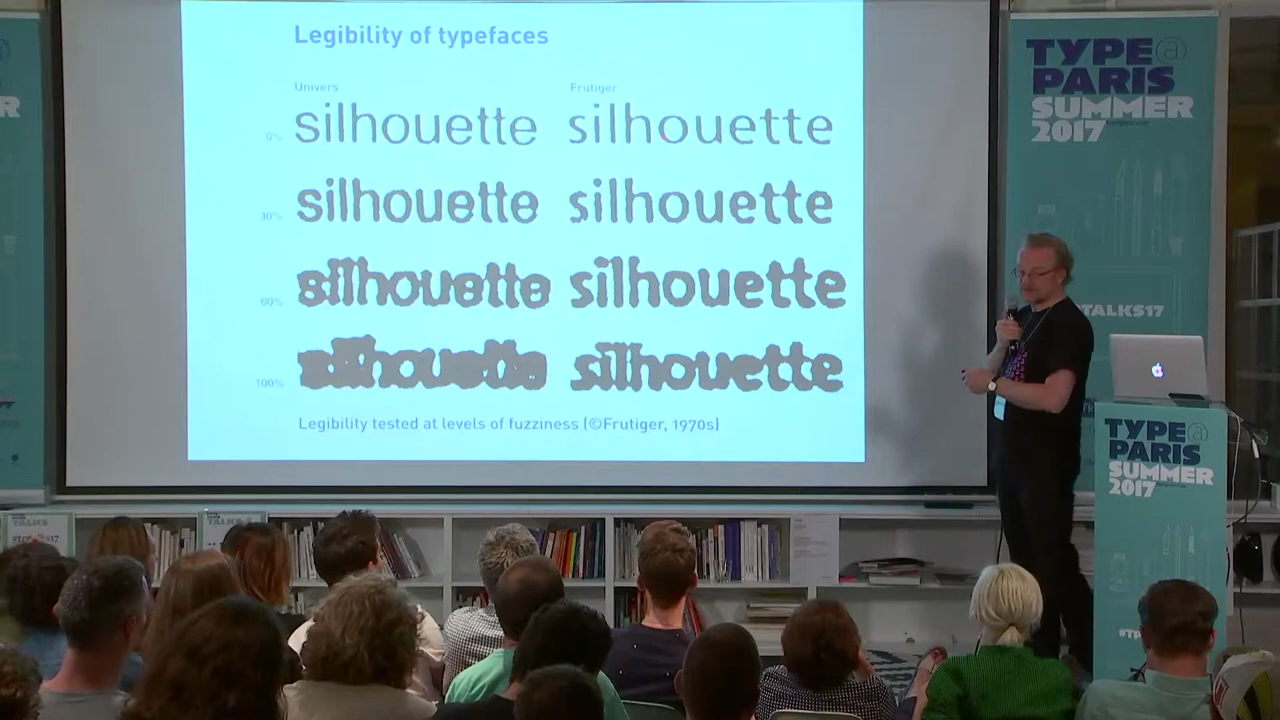 Legibility of typefaces
Univers Frutiger
0% silhouette silhouette
30% silhouette silhouette
60% silhouette silhouette
100% silhouette silhouette
Legibility tested at levels of fuzziness (©Frutiger, 1970s)
TYPE@
PARIS
SUMMER
2017
TALKS17
TYPE@
PARIS
SUMMER
2017
TALKS